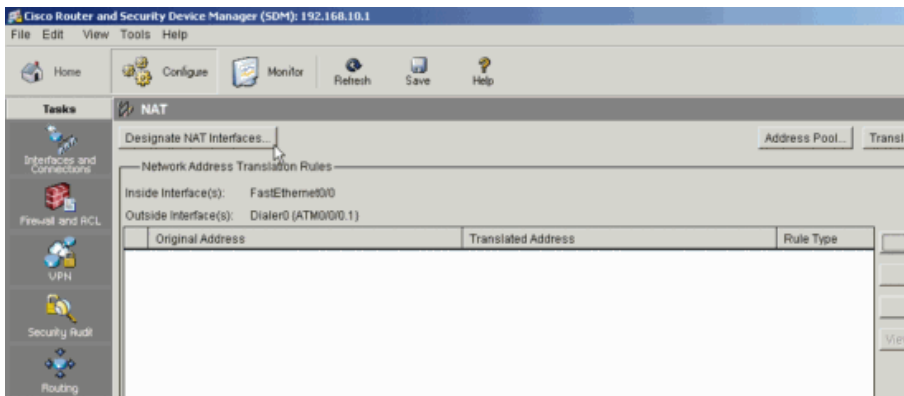 Cisco Router and Security Device Manager (SDM): 192.168.10.1
File Edit View Tools Help
Home Configure Monitor Refresh Save Help
Tasks
NAT
Designate NAT Interfaces...
Address Pool...
Transl
Interfaces and Connections
Network Address Translation Rules
Inside Interface(s): FastEthernet0/0
Outside Interface(s): Dialer0 (ATM0/0/0.1)
Firewall and ACL
Original Address Translated Address Rule Type
VPN
Security Audit
Vie
Routing